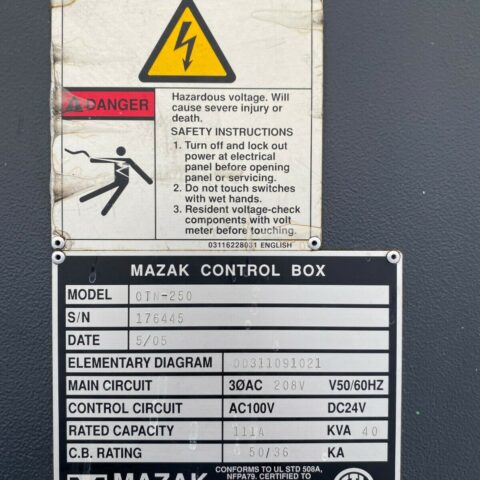 DANGER
Hazardous voltage. Will
cause severe injury or
death.
SAFETY INSTRUCTIONS
1. Turn off and lock out
power at electrical
panel before opening
panel or servicing.
2. Do not touch switches
with wet hands.
3. Resident voltage-check
components with volt
meter before touching.
03116228031 ENGLISH
MAZAK CONTROL BOX
MODEL QTN-250
S/N 176445
DATE 5/05
ELEMENTARY DIAGRAM 00311091021
MAIN CIRCUIT 3ØAC 208V V50/60HZ
CONTROL CIRCUIT AC100V DC24V
RATED CAPACITY 111A KVA 40
C.B. RATING 50/36 KA
MAZAK
CONFORMS TO UL STD 508A,
NFPA79. CERTIFIED TO